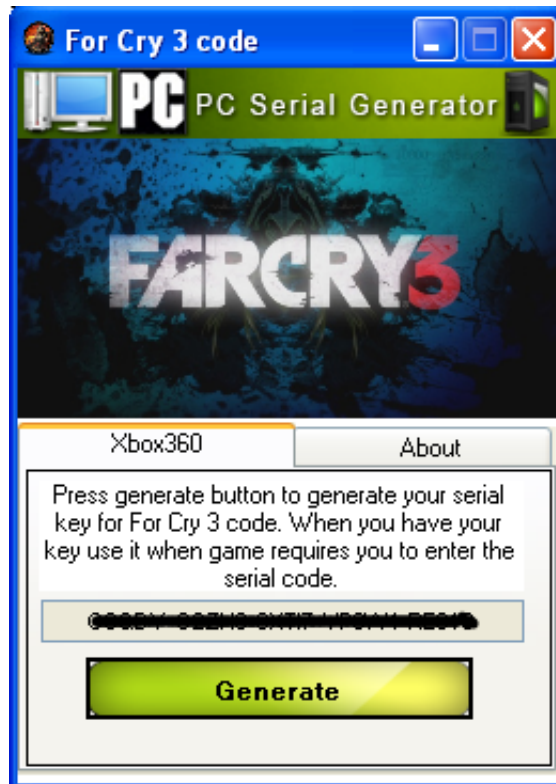 For Cry 3 code
PC PC Serial Generator
FARCRY3
Xbox360 About
Press generate button to generate your serial
key for For Cry 3 code. When you have your
key use it when game requires you to enter the
serial code.
Generate